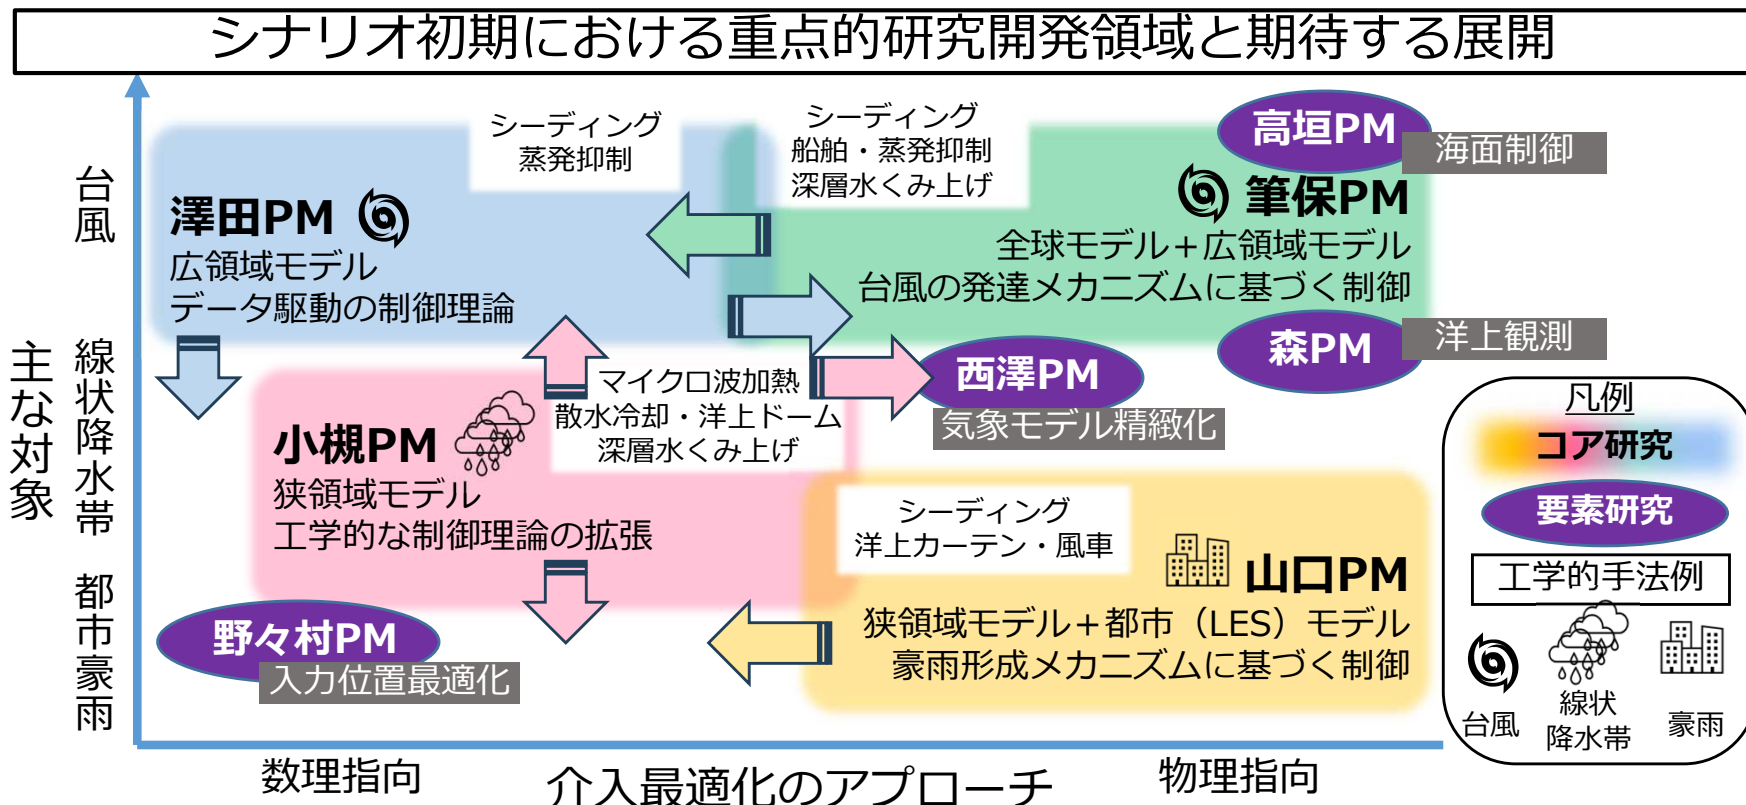 シナリオ初期における重点的研究開発領域と期待する展開
主な対象
台風
線状降水帯
都市豪雨
シーディング
蒸発抑制
澤田PM
広領域モデル
データ駆動の制御理論
シーディング
船舶・蒸発抑制
深層水くみ上げ
高垣PM
海面制御
筆保PM
全球モデル＋広領域モデル
台風の発達メカニズムに基づく制御
森PM
洋上観測
西澤PM
気象モデル精緻化
マイクロ波加熱
散水冷却・洋上ドーム
深層水くみ上げ
小槻PM
狭領域モデル
工学的な制御理論の拡張
シーディング
洋上カーテン・風車
山口PM
狭領域モデル＋都市（LES）モデル
豪雨形成メカニズムに基づく制御
野々村PM
入力位置最適化
凡例
コア研究
要素研究
工学的手法例
台風
線状
降水帯
豪雨
数理指向
介入最適化のアプローチ
物理指向